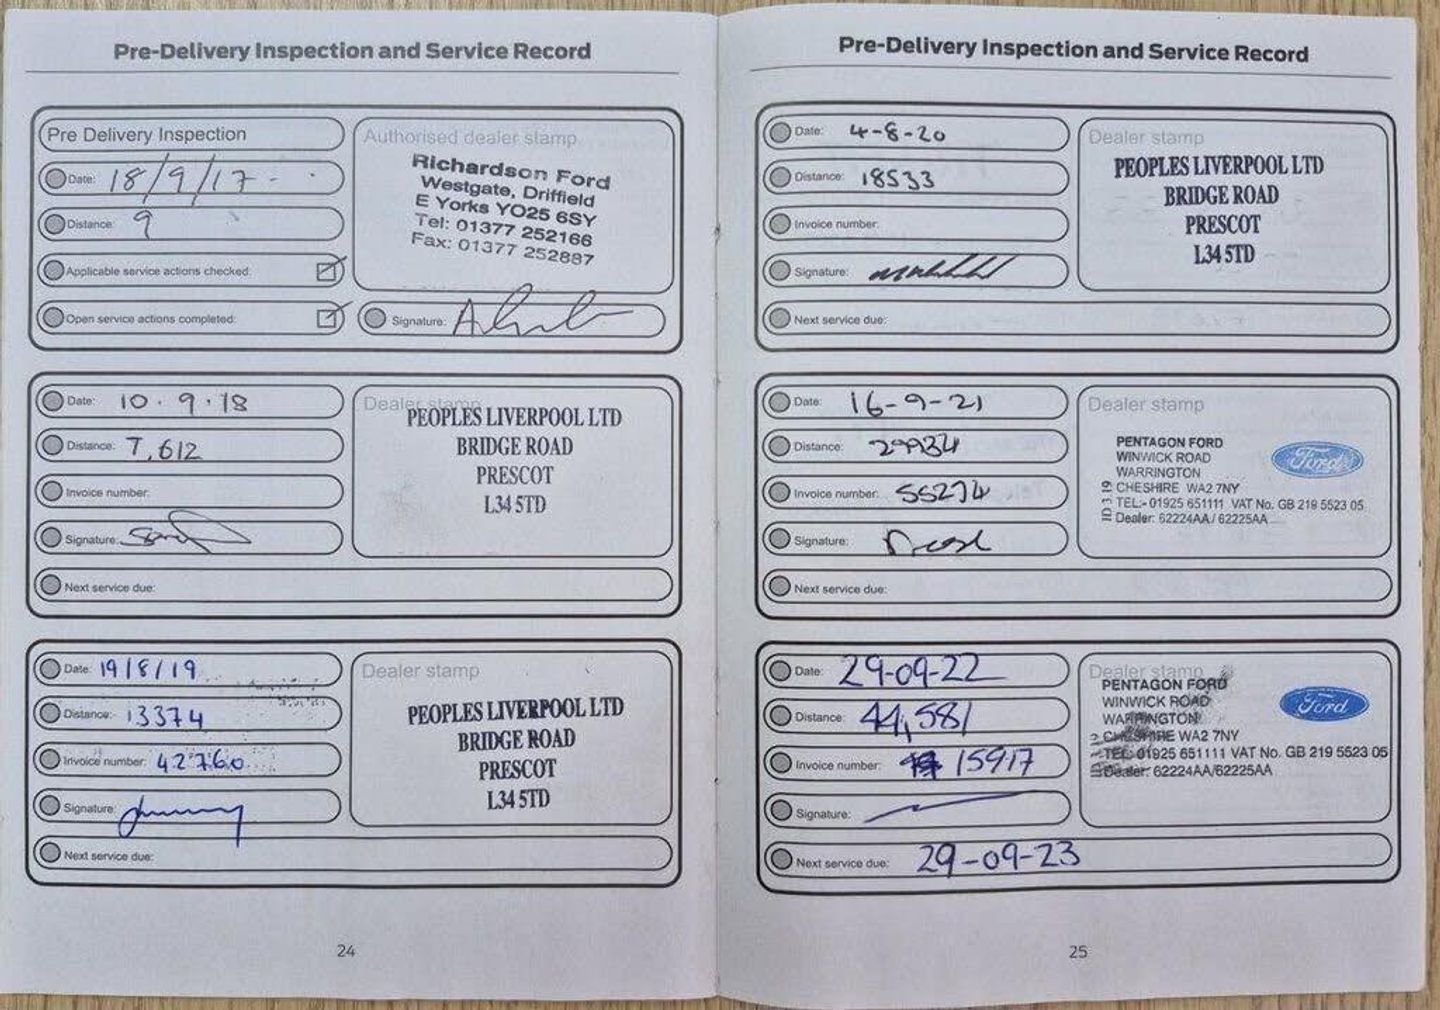 Pre-Delivery Inspection and Service Record
Pre Delivery Inspection
Date: 18/9/17
Distance: 9
Applicable service actions checked:
Open service actions completed:
Authorised dealer stamp
Richardson Ford
Westgate, Driffield
E Yorks YO25 6SY
Tel: 01377 252166
Fax: 01377 252887
Signature:
Date: 10.9.18
Distance: 7,612
Invoice number:
Signature:
Next service due:
Dealer stamp
PEOPLES LIVERPOOL LTD
BRIDGE ROAD
PRESCOT
L34 5TD
Date: 19/8/19
Distance: 13374
Invoice number: 42760
Signature:
Next service due:
Dealer stamp
PEOPLES LIVERPOOL LTD
BRIDGE ROAD
PRESCOT
L34 5TD
24
Pre-Delivery Inspection and Service Record
Date: 4-8-20
Distance: 18533
Invoice number:
Signature:
Next service due:
Dealer stamp
PEOPLES LIVERPOOL LTD
BRIDGE ROAD
PRESCOT
L34 5TD
Date: 16-9-21
Distance: 29934
Invoice number: 55274
Signature:
Next service due:
Dealer stamp
PENTAGON FORD
WINWICK ROAD
WARRINGTON
CHESHIRE WA2 7NY
TEL:- 01925 651111 VAT No. GB 219 5523 05
Dealer: 62224AA/62225AA
Ford
Date: 29-09-22
Distance: 44,581
Invoice number: 15917
Signature:
Next service due: 29-09-23
Dealer stamp
PENTAGON FORD
WINWICK ROAD
WARRINGTON
CHESHIRE WA2 7NY
TEL: 01925 651111 VAT No. GB 219 5523 05
Dealer: 62224AA/62225AA
Ford
25